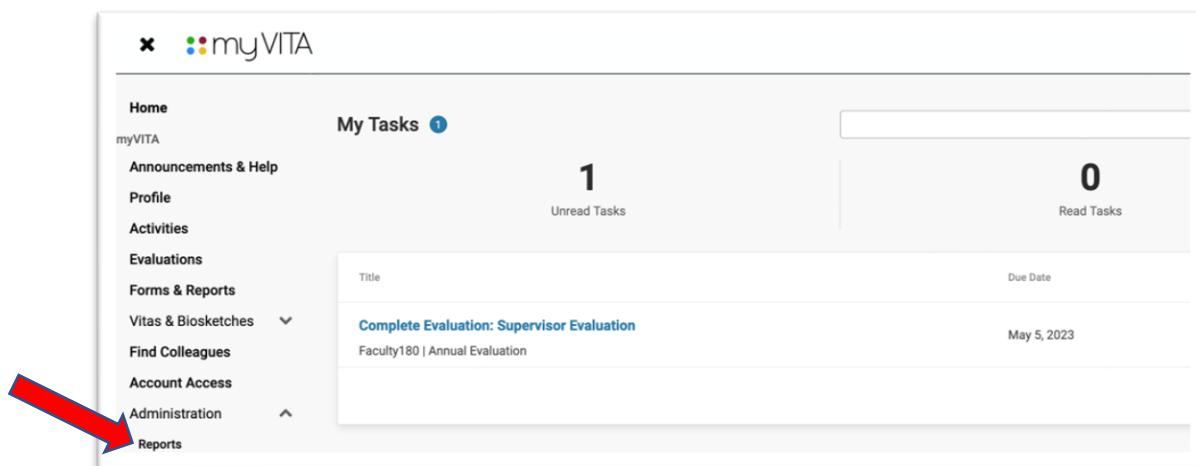 ✖ myVITA
Home
myVITA
Announcements & Help
Profile
Activities
Evaluations
Forms & Reports
Vitas & Biosketches
Find Colleagues
Account Access
Administration
Reports
My Tasks 1
1
Unread Tasks
0
Read Tasks
Title
Due Date
Complete Evaluation: Supervisor Evaluation
Faculty180 | Annual Evaluation
May 5, 2023